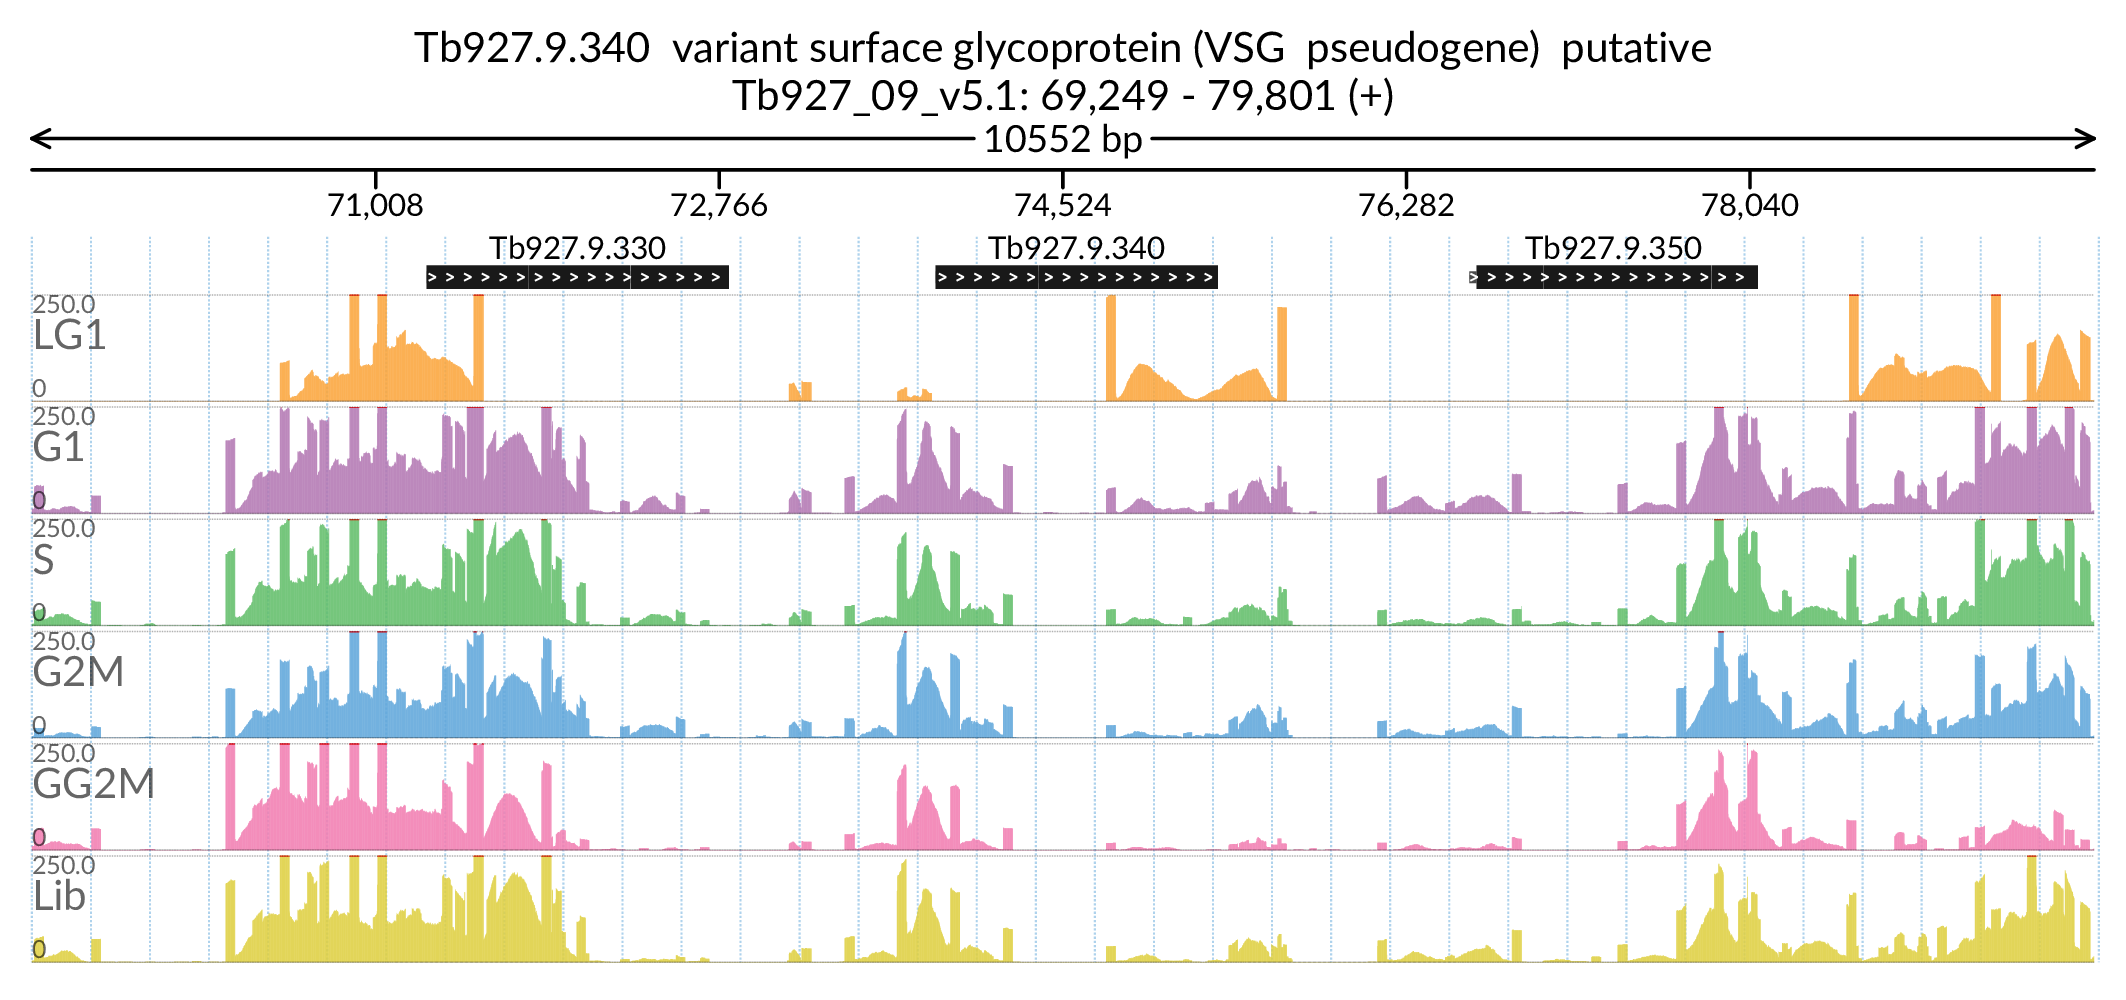 Tb927.9.340 variant surface glycoprotein (VSG pseudogene) putative
Tb927_09_v5.1: 69,249 - 79,801 (+)
10552 bp
71,008 72,766 74,524 76,282 78,040
Tb927.9.330 Tb927.9.340 Tb927.9.350
250.0
LG1
0
250.0
G1
0
250.0
S
0
250.0
G2M
0
250.0
GG2M
0
250.0
Lib
0